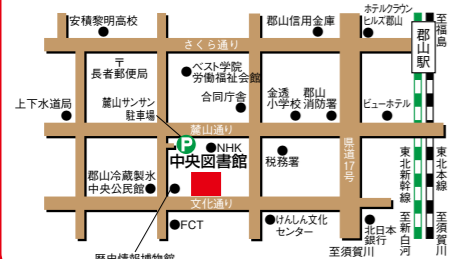 安積黎明高校
郡山信用金庫
ホテルクラウン
ヒルズ郡山
至福島
郡山駅
さくら通り
〒
長者郵便局
ベスト学院
労働福祉会館
合同庁舎
金透
小学校
郡山
消防署
上下水道局
麓山サンサン
駐車場
ビューホテル
麓山通り
P
NHK
中央図書館
税務署
県道17号
東北新幹線
東北本線
郡山冷蔵製氷
中央公民館
文化通り
FCT
けんしん文化
センター
北日本
銀行
至須賀川
至新白河
至須賀川
歴史情報博物館